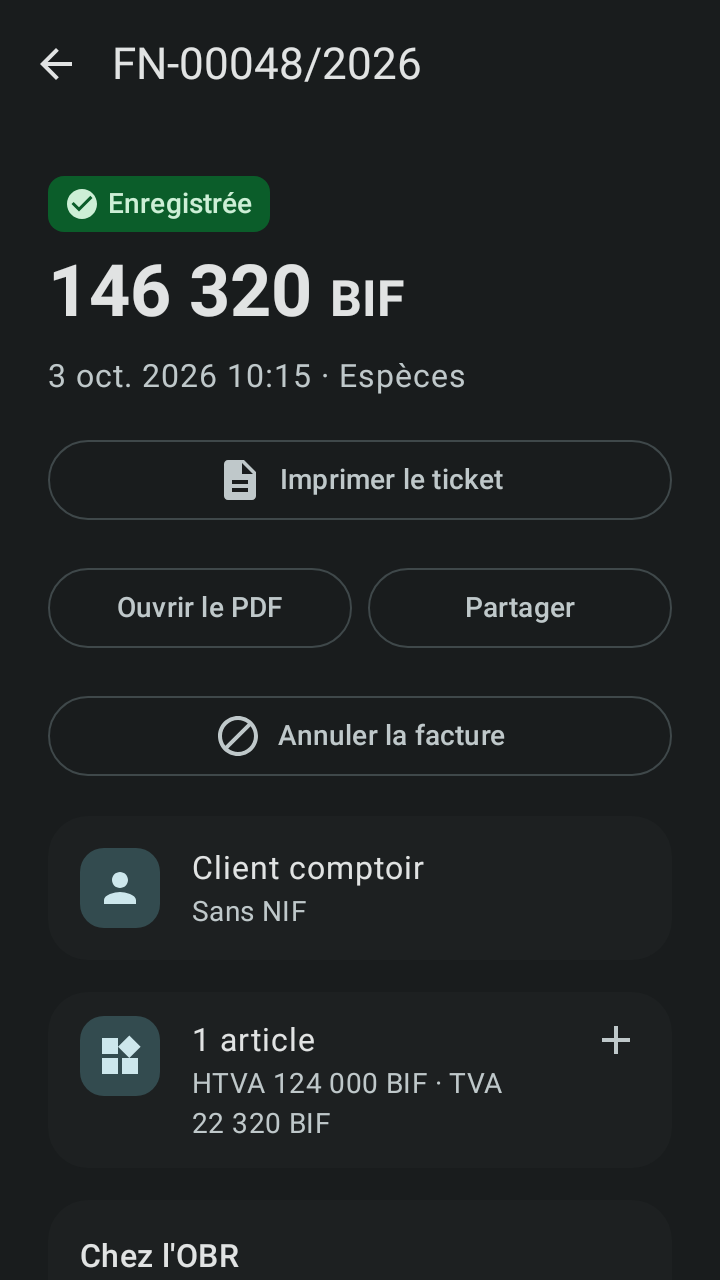 FN-00048/2026
Enregistrée
146 320 BIF
3 oct. 2026 10:15 · Espèces
Imprimer le ticket
Ouvrir le PDF
Partager
Annuler la facture
Client comptoir
Sans NIF
1 article
HTVA 124 000 BIF · TVA
22 320 BIF
Chez l'OBR